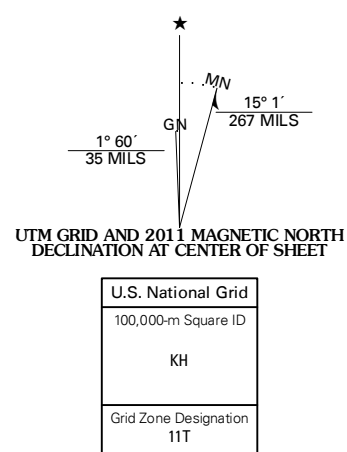 ★
MN
GN
15° 1´
267 MILS
1° 60´
35 MILS
UTM GRID AND 2011 MAGNETIC NORTH
DECLINATION AT CENTER OF SHEET
U.S. National Grid
100,000-m Square ID
KH
Grid Zone Designation
11T